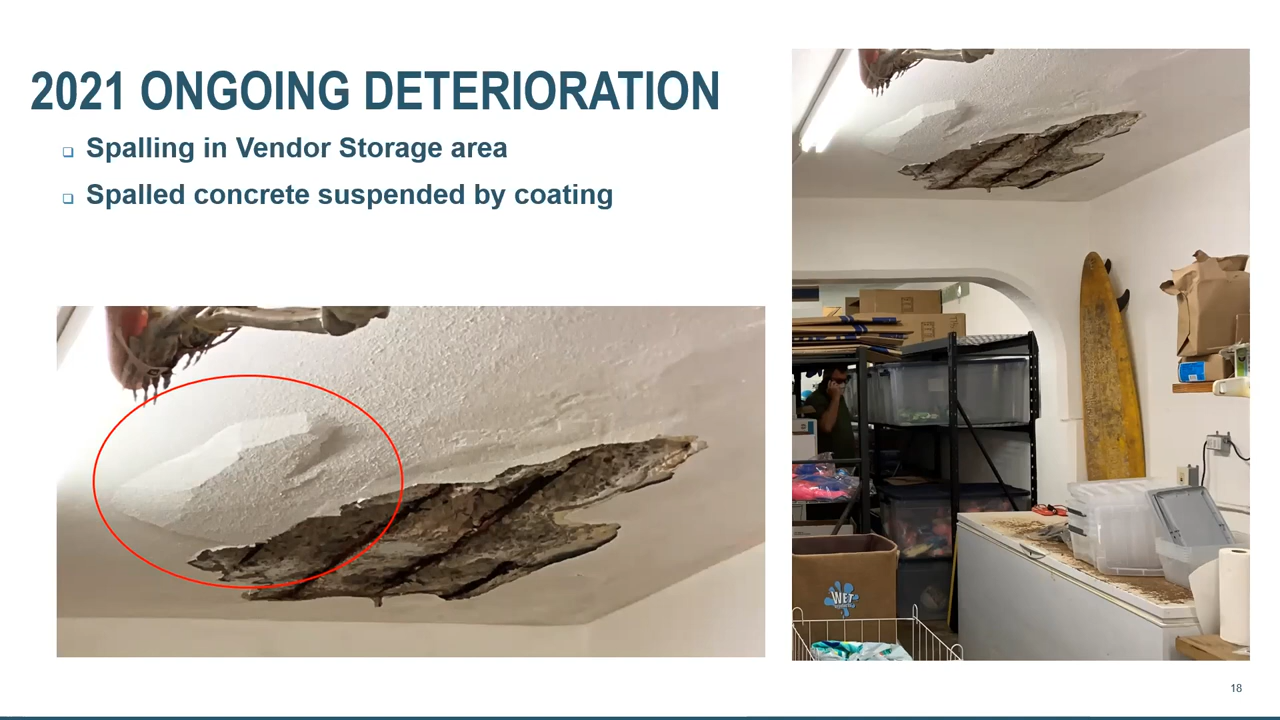 2021 ONGOING DETERIORATION
Spalling in Vendor Storage area
Spalled concrete suspended by coating
WET
18